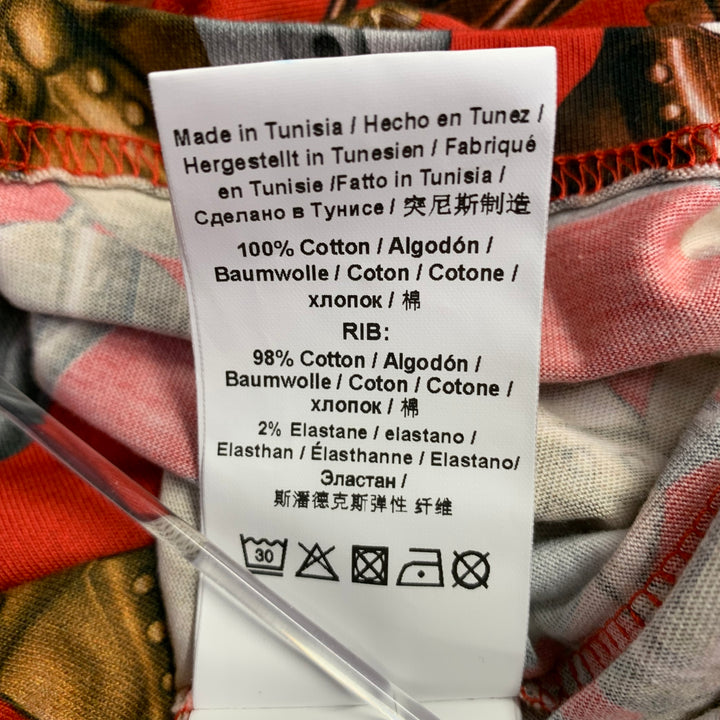 Made in Tunisia / Hecho en Tunez /
Hergestellt in Tunesien / Fabriqué
en Tunisie /Fatto in Tunisia /
Сделано в Тунисе / 突尼斯制造
100% Cotton / Algodón /
Baumwolle / Coton / Cotone /
хлопок / 棉
RIB:
98% Cotton / Algodón /
Baumwolle / Coton / Cotone /
хлопок / 棉
2% Elastane / elastano /
Elasthan / Élasthanne / Elastano/
Эластан /
斯潘德克斯弹性 纤维
30